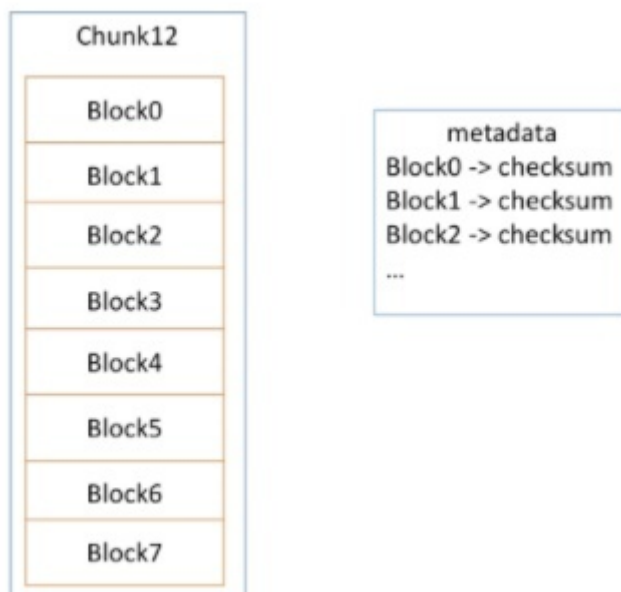 Chunk12
Block0
Block1
Block2
Block3
Block4
Block5
Block6
Block7
metadata
Block0 -> checksum
Block1 -> checksum
Block2 -> checksum
...